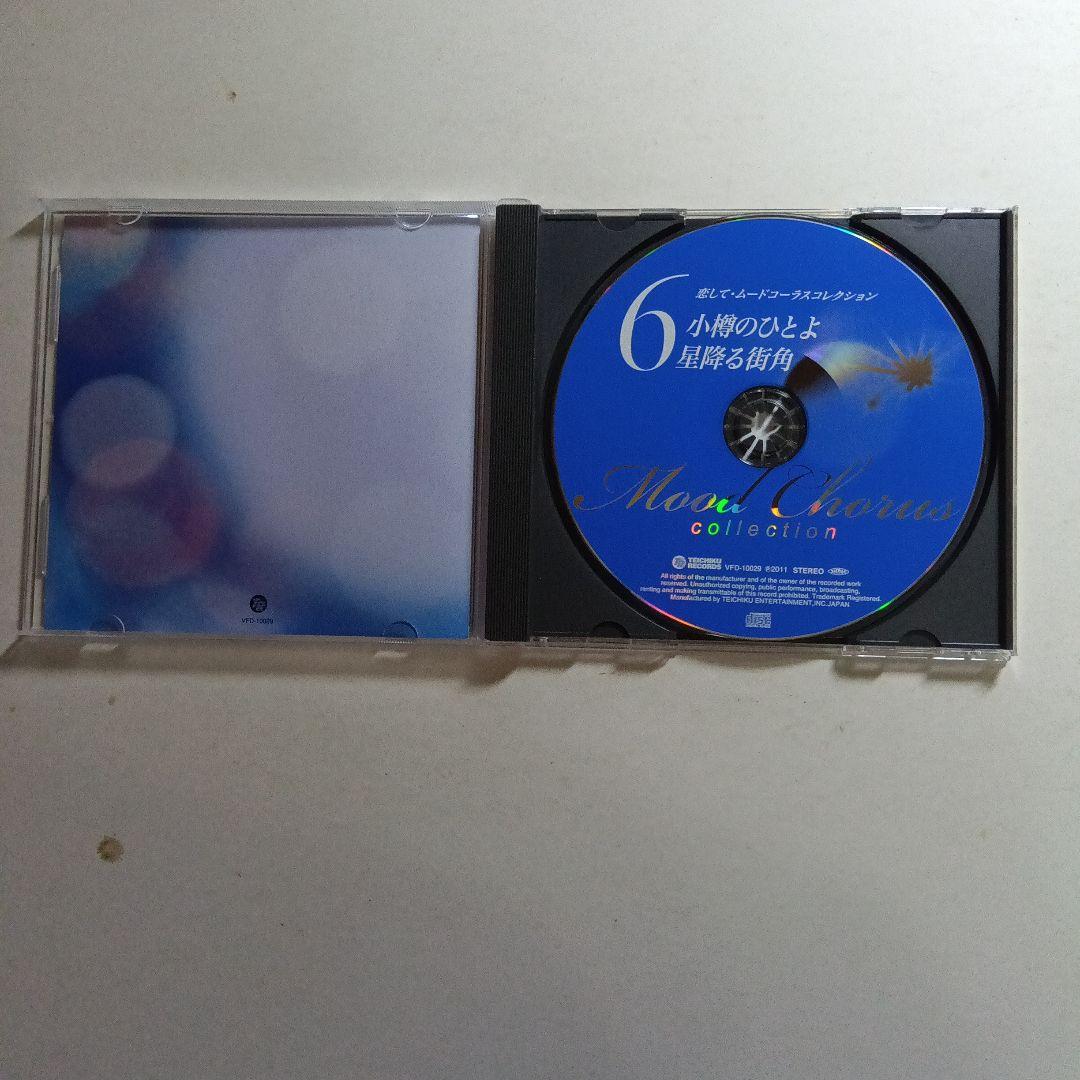 VFD-10029
6
恋して・ムードコーラスコレクション
小樽のひとよ
星降る街角
Mood Chorus
collection
TEICHIKU RECORDS VFD-10029 ℗2011 STEREO
All rights of the manufacturer and of the owner of the recorded work
reserved. Unauthorized copying, public performance, broadcasting,
renting and making transmittable of this record prohibited. Trademark Registered.
Manufactured by TEICHIKU ENTERTAINMENT,INC.JAPAN